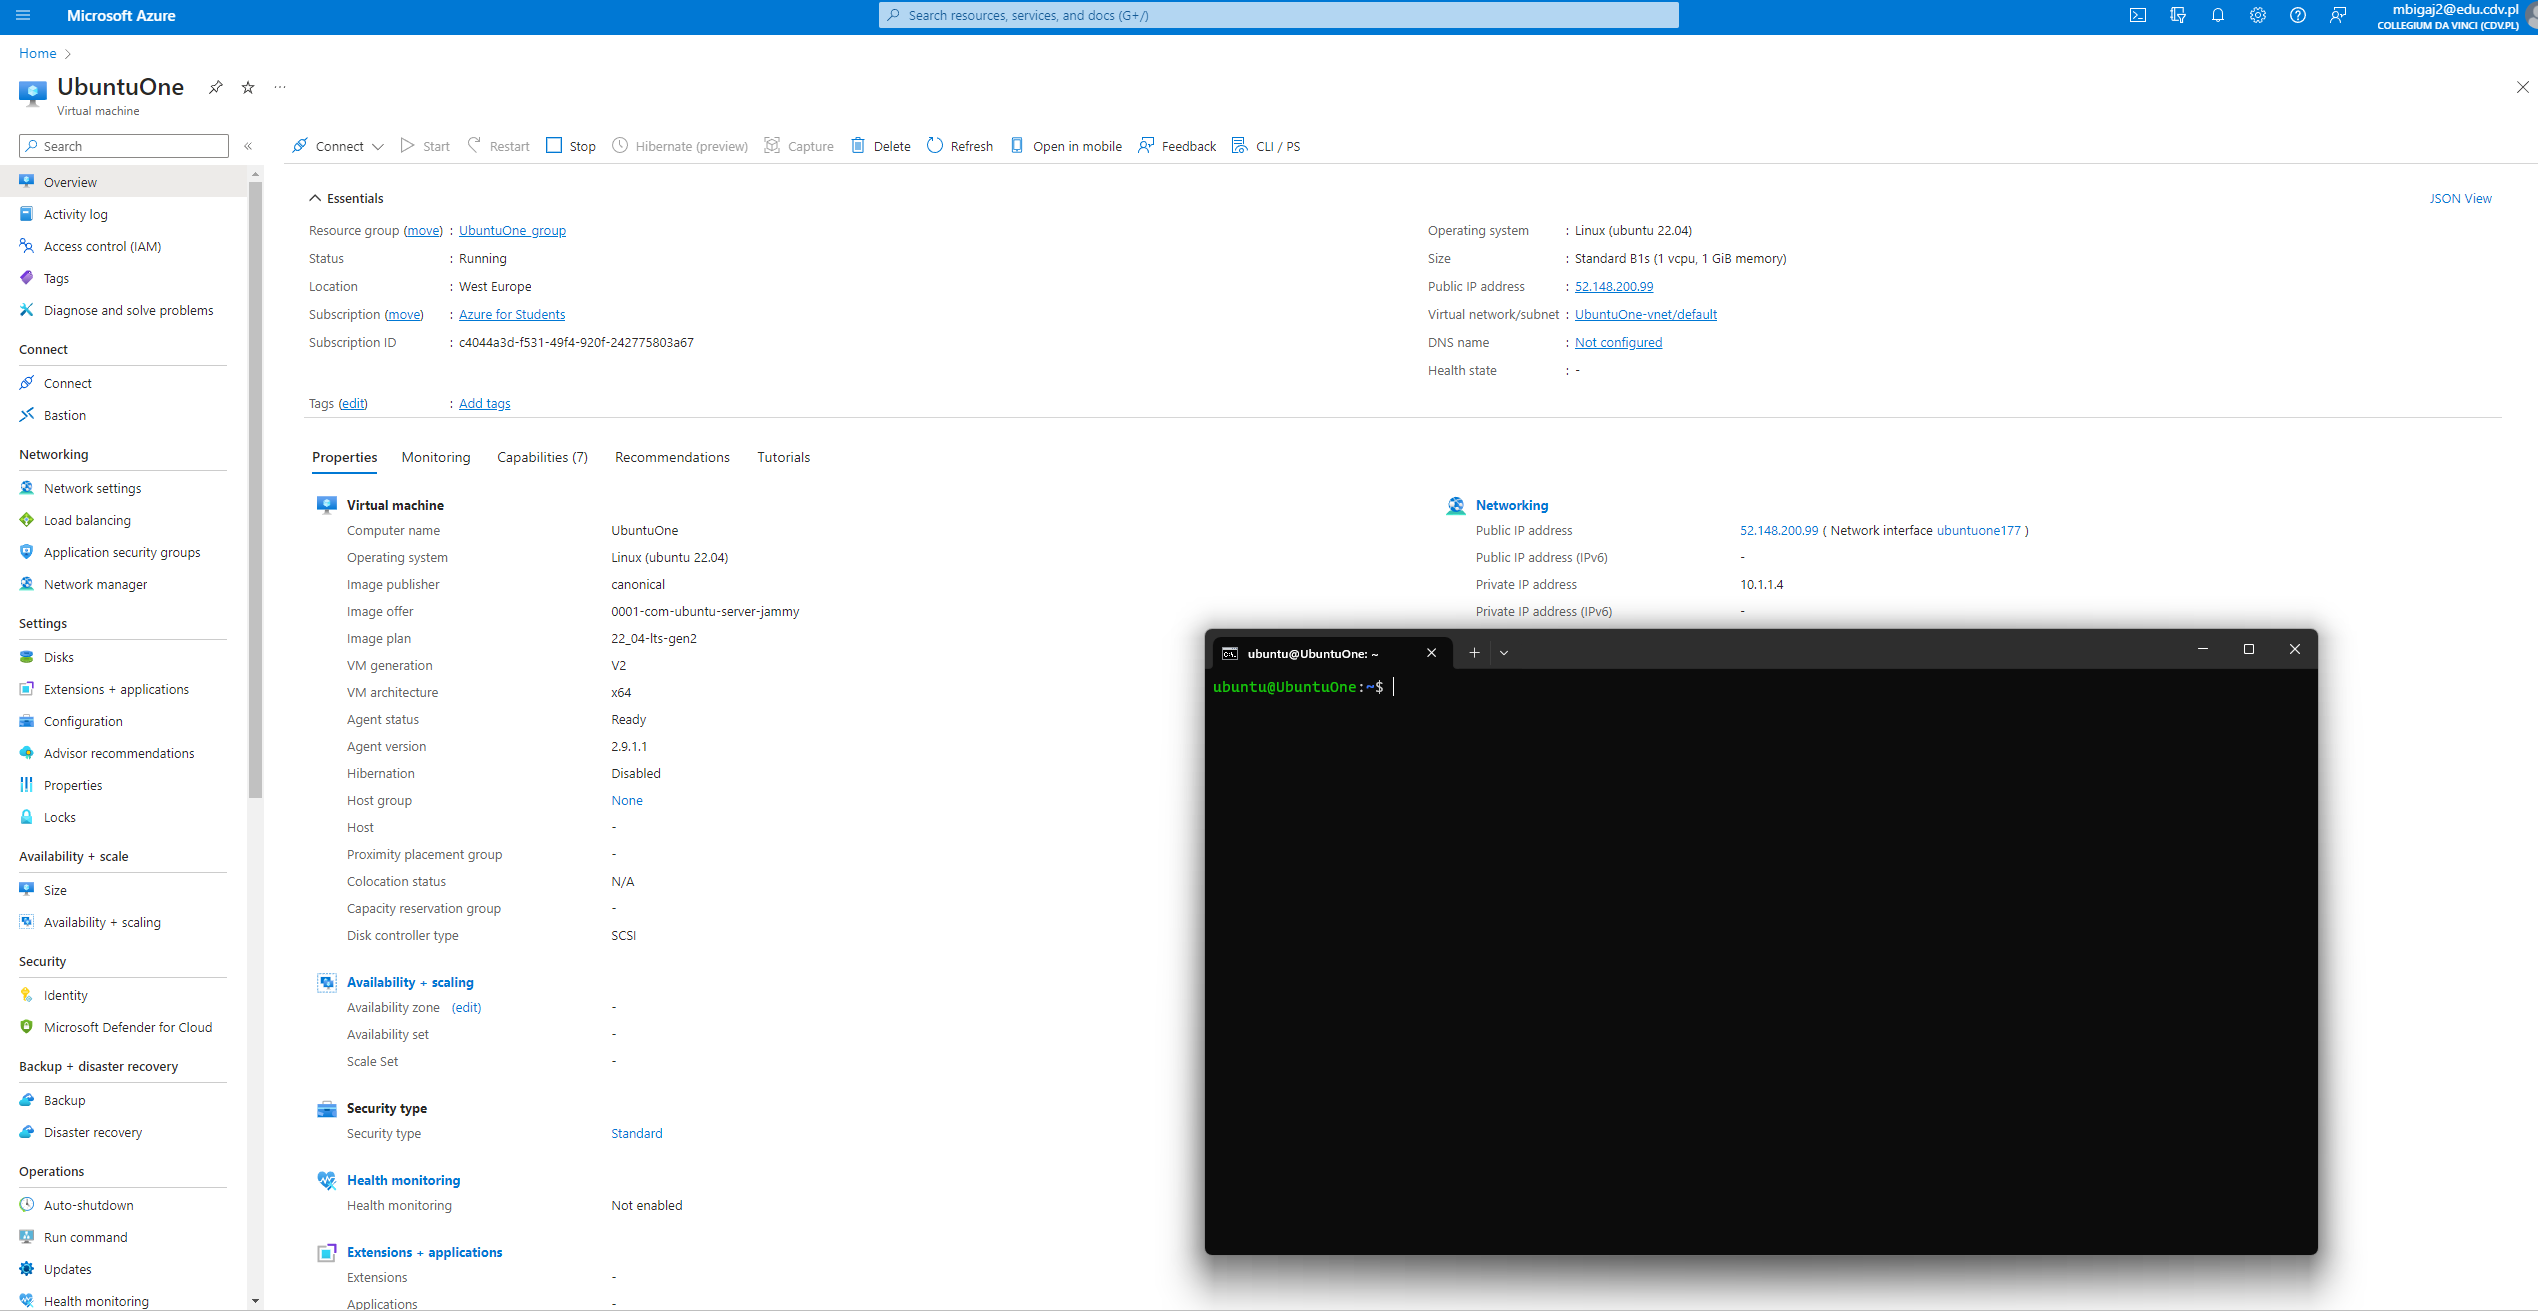 Microsoft Azure
Search resources, services, and docs (G+/)
mbigaj2@edu.cdv.pl
COLLEGIUM DA VINCI (CDV.PL)
Home
UbuntuOne
Virtual machine
Search
Connect
Start
Restart
Stop
Hibernate (preview)
Capture
Delete
Refresh
Open in mobile
Feedback
CLI / PS
Overview
Activity log
Access control (IAM)
Tags
Diagnose and solve problems
Connect
Connect
Bastion
Networking
Network settings
Load balancing
Application security groups
Network manager
Settings
Disks
Extensions + applications
Configuration
Advisor recommendations
Properties
Locks
Availability + scale
Size
Availability + scaling
Security
Identity
Microsoft Defender for Cloud
Backup + disaster recovery
Backup
Disaster recovery
Operations
Auto-shutdown
Run command
Updates
Health monitoring
Essentials
JSON View
Resource group (move) : UbuntuOne_group
Status : Running
Location : West Europe
Subscription (move) : Azure for Students
Subscription ID : c4044a3d-f531-49f4-920f-242775803a67
Tags (edit) : Add tags
Operating system : Linux (ubuntu 22.04)
Size : Standard B1s (1 vcpu, 1 GiB memory)
Public IP address : 52.148.200.99
Virtual network/subnet : UbuntuOne-vnet/default
DNS name : Not configured
Health state : -
Properties
Monitoring
Capabilities (7)
Recommendations
Tutorials
Virtual machine
Computer name UbuntuOne
Operating system Linux (ubuntu 22.04)
Image publisher canonical
Image offer 0001-com-ubuntu-server-jammy
Image plan 22_04-lts-gen2
VM generation V2
VM architecture x64
Agent status Ready
Agent version 2.9.1.1
Hibernation Disabled
Host group None
Host -
Proximity placement group -
Colocation status N/A
Capacity reservation group -
Disk controller type SCSI
Availability + scaling
Availability zone (edit) -
Availability set -
Scale Set -
Security type
Security type Standard
Health monitoring
Health monitoring Not enabled
Extensions + applications
Extensions -
Applications -
Networking
Public IP address 52.148.200.99 ( Network interface ubuntuone177 )
Public IP address (IPv6) -
Private IP address 10.1.1.4
Private IP address (IPv6) -
ubuntu@UbuntuOne: ~
ubuntu@UbuntuOne:~$